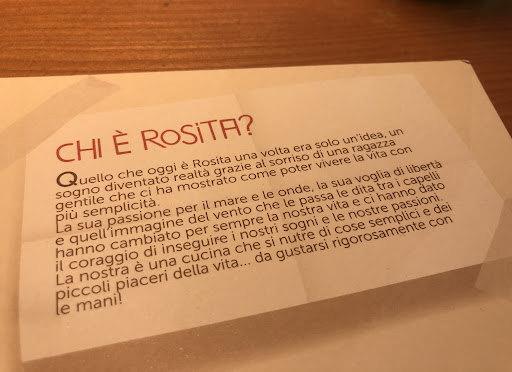 CHI È ROSITA?
Quello che oggi è Rosita una volta era solo un'idea, un
sogno diventato realtà grazie al sorriso di una ragazza
gentile che ci ha mostrato come poter vivere la vita con
più semplicità.
La sua passione per il mare e le onde, la sua voglia di libertà
e quell'immagine del vento che le passa le dita tra i capelli
hanno cambiato per sempre la nostra vita e ci hanno dato
il coraggio di inseguire i nostri sogni e le nostre passioni.
La nostra è una cucina che si nutre di cose semplici e dei
piccoli piaceri della vita... da gustarsi rigorosamente con
le mani!